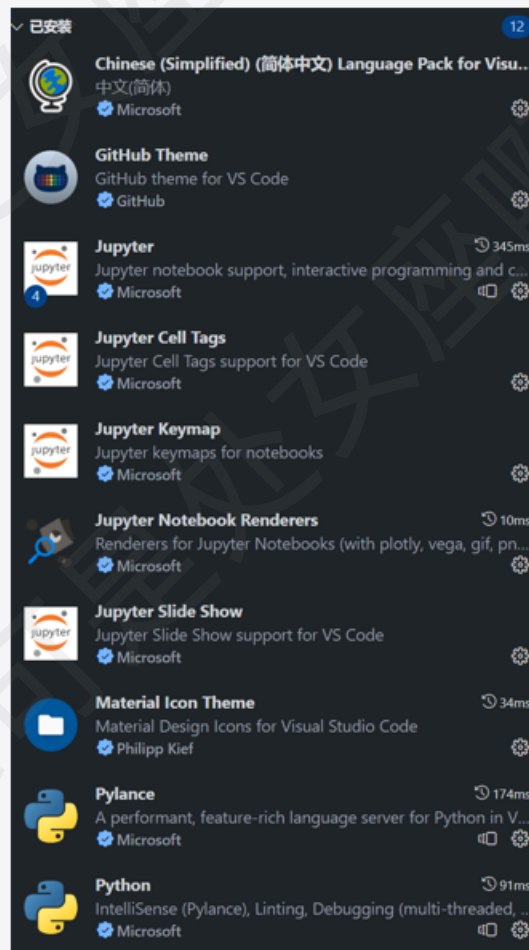 已安装
12
Chinese (Simplified) (简体中文) Language Pack for Visu...
中文(简体)
Microsoft
GitHub Theme
GitHub theme for VS Code
GitHub
Jupyter
345ms
jupyter
4
Jupyter notebook support, interactive programming and c...
Microsoft
Jupyter Cell Tags
jupyter
Jupyter Cell Tags support for VS Code
Microsoft
Jupyter Keymap
jupyter
Jupyter keymaps for notebooks
Microsoft
Jupyter Notebook Renderers
10ms
Renderers for Jupyter Notebooks (with plotly, vega, gif, pn...
Microsoft
Jupyter Slide Show
jupyter
Jupyter Slide Show support for VS Code
Microsoft
Material Icon Theme
34ms
Material Design Icons for Visual Studio Code
Philipp Kief
Pylance
174ms
A performant, feature-rich language server for Python in V...
Microsoft
Python
91ms
IntelliSense (Pylance), Linting, Debugging (multi-threaded, ...
Microsoft